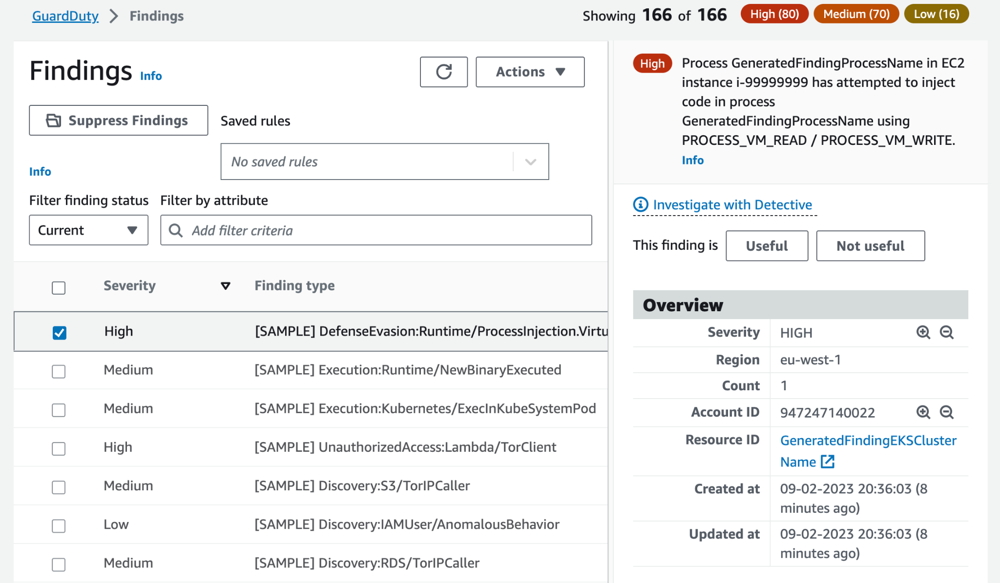 GuardDuty > Findings
Showing 166 of 166 High (80) Medium (70) Low (16)
Findings Info
Actions
Suppress Findings
Saved rules
No saved rules
Info
Filter finding status
Filter by attribute
Current
Add filter criteria
Severity Finding type
High [SAMPLE] DefenseEvasion:Runtime/ProcessInjection.Virtu
Medium [SAMPLE] Execution:Runtime/NewBinaryExecuted
Medium [SAMPLE] Execution:Kubernetes/ExecInKubeSystemPod
High [SAMPLE] UnauthorizedAccess:Lambda/TorClient
Medium [SAMPLE] Discovery:S3/TorIPCaller
Low [SAMPLE] Discovery:IAMUser/AnomalousBehavior
Medium [SAMPLE] Discovery:RDS/TorIPCaller
High Process GeneratedFindingProcessName in EC2
instance i-99999999 has attempted to inject
code in process
GeneratedFindingProcessName using
PROCESS_VM_READ / PROCESS_VM_WRITE.
Info
Investigate with Detective
This finding is Useful Not useful
Overview
Severity HIGH
Region eu-west-1
Count 1
Account ID 947247140022
Resource ID GeneratedFindingEKSCluster
Name
Created at 09-02-2023 20:36:03 (8
minutes ago)
Updated at 09-02-2023 20:36:03 (8
minutes ago)